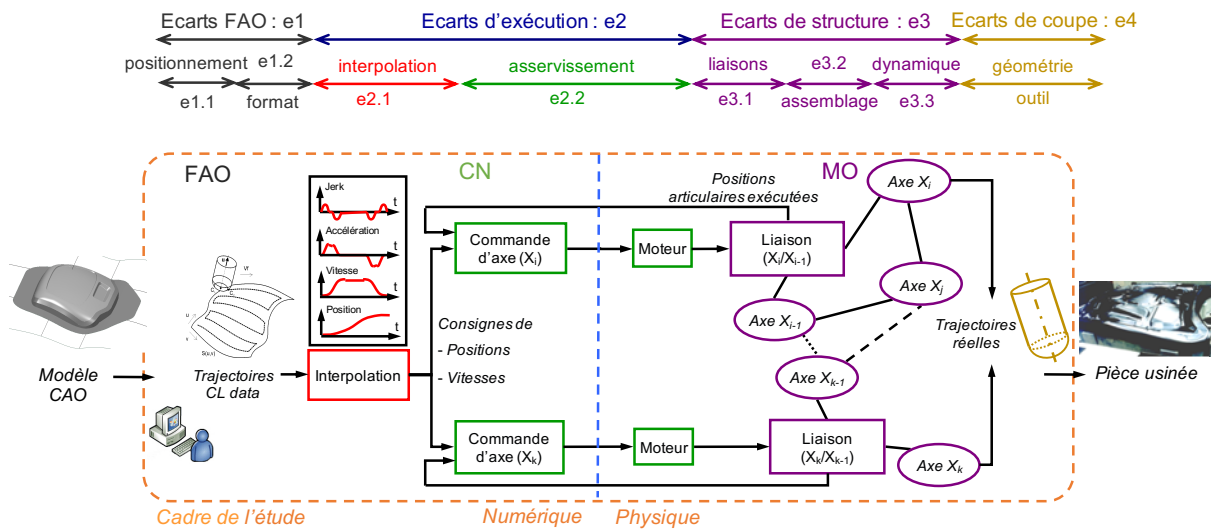 Ecarts FAO : e1
Ecarts d'exécution : e2
Ecarts de structure : e3
Ecarts de coupe : e4
positionnement
e1.2
interpolation
asservissement
liaisons
e3.2
dynamique
géométrie
e1.1
format
e2.1
e2.2
e3.1
assemblage
e3.3
outil
FAO
CN
MO
Jerk
t
Accélération
t
Vitesse
t
Position
t
Interpolation
Modèle
CAO
Trajectoires
CL data
S(u,v)
Consignes de
- Positions
- Vitesses
Positions
articulaires exécutées
Commande
d'axe (Xi)
Moteur
Liaison
(Xi/Xi-1)
Axe Xi
Axe Xj
Axe Xi-1
Axe Xk-1
Commande
d'axe (Xk)
Moteur
Liaison
(Xk/Xk-1)
Axe Xk
Trajectoires
réelles
Pièce usinée
Cadre de l'étude
Numérique
Physique